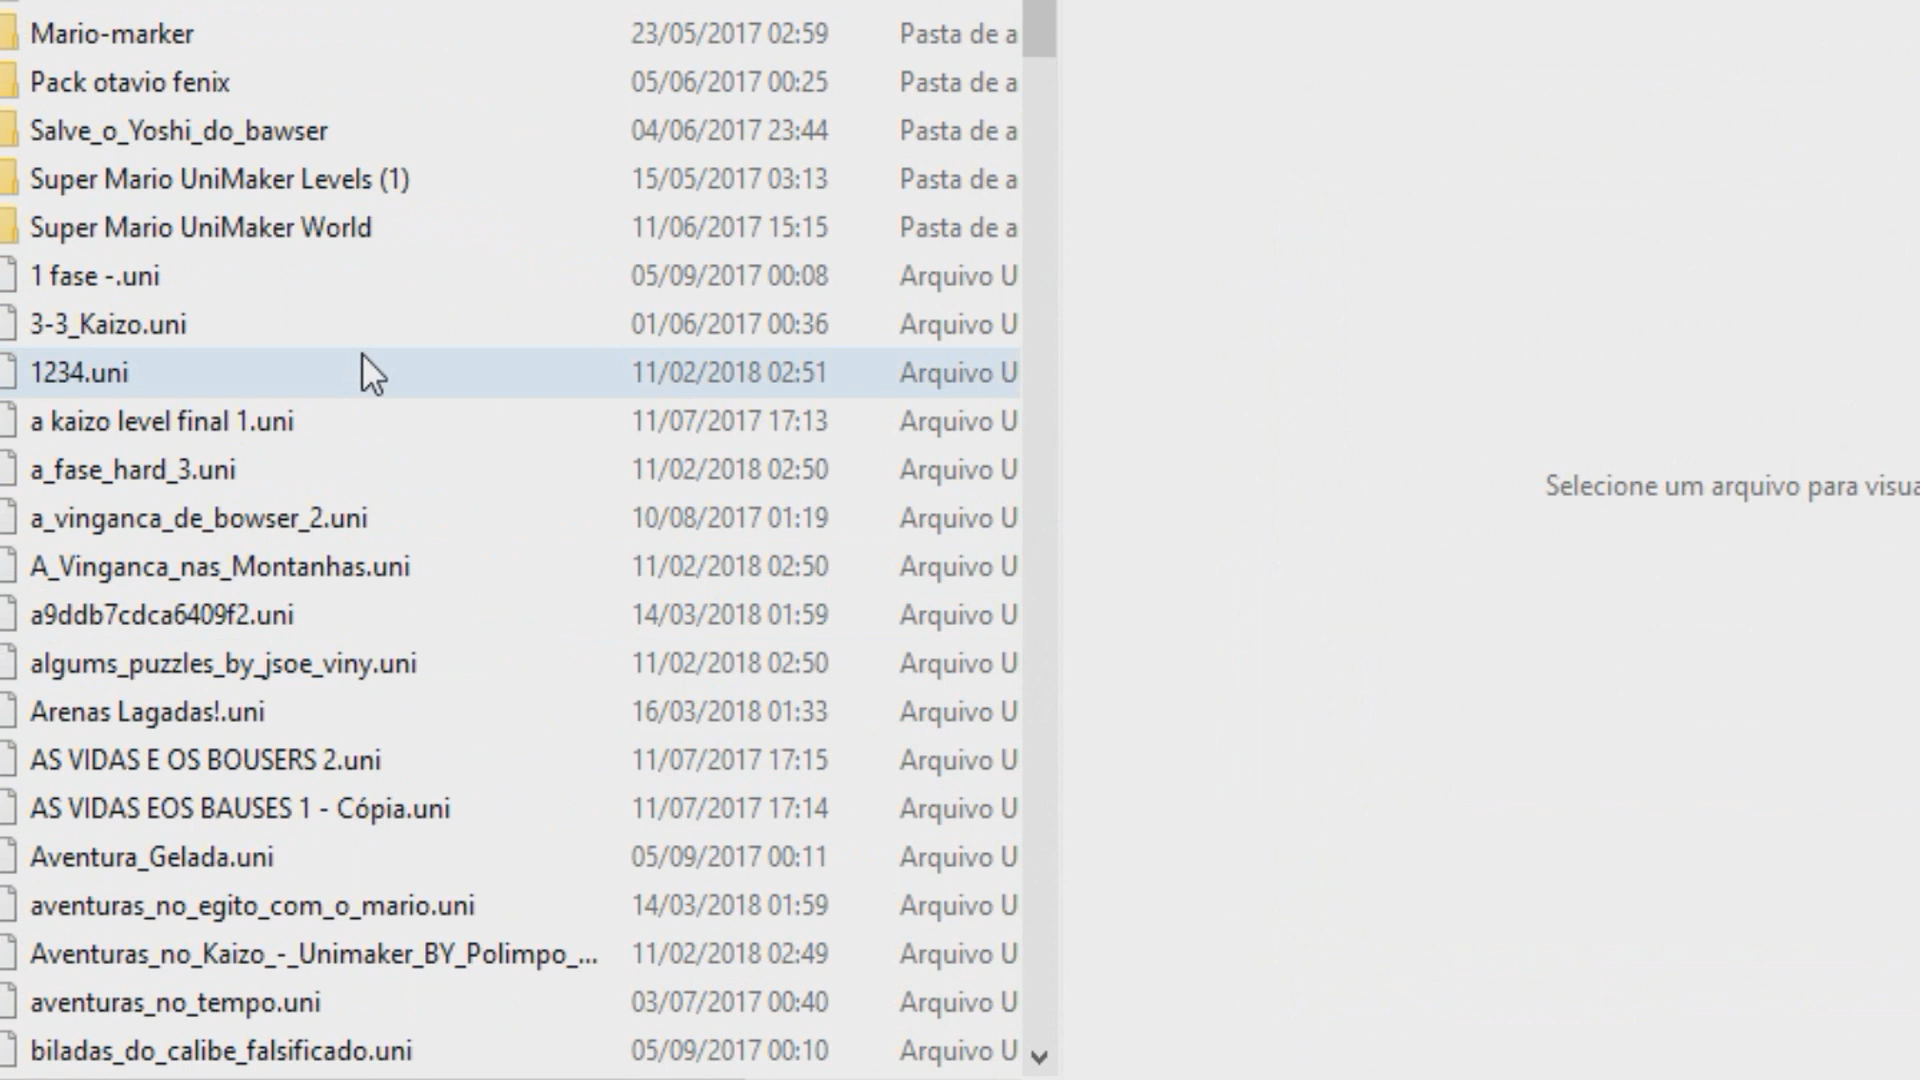 Mario-marker 23/05/2017 02:59 Pasta de a
Pack otavio fenix 05/06/2017 00:25 Pasta de a
Salve_o_Yoshi_do_bawser 04/06/2017 23:44 Pasta de a
Super Mario UniMaker Levels (1) 15/05/2017 03:13 Pasta de a
Super Mario UniMaker World 11/06/2017 15:15 Pasta de a
1 fase -.uni 05/09/2017 00:08 Arquivo U
3-3_Kaizo.uni 01/06/2017 00:36 Arquivo U
1234.uni 11/02/2018 02:51 Arquivo U
a kaizo level final 1.uni 11/07/2017 17:13 Arquivo U
a_fase_hard_3.uni 11/02/2018 02:50 Arquivo U
Selecione um arquivo para visua
a_vinganca_de_bowser_2.uni 10/08/2017 01:19 Arquivo U
A_Vinganca_nas_Montanhas.uni 11/02/2018 02:50 Arquivo U
a9ddb7cdca6409f2.uni 14/03/2018 01:59 Arquivo U
algums_puzzles_by_jsoe_viny.uni 11/02/2018 02:50 Arquivo U
Arenas Lagadas!.uni 16/03/2018 01:33 Arquivo U
AS VIDAS E OS BOUSERS 2.uni 11/07/2017 17:15 Arquivo U
AS VIDAS EOS BAUSES 1 - Cópia.uni 11/07/2017 17:14 Arquivo U
Aventura_Gelada.uni 05/09/2017 00:11 Arquivo U
aventuras_no_egito_com_o_mario.uni 14/03/2018 01:59 Arquivo U
Aventuras_no_Kaizo_-_Unimaker_BY_Polimpo_... 11/02/2018 02:49 Arquivo U
aventuras_no_tempo.uni 03/07/2017 00:40 Arquivo U
biladas_do_calibe_falsificado.uni 05/09/2017 00:10 Arquivo U